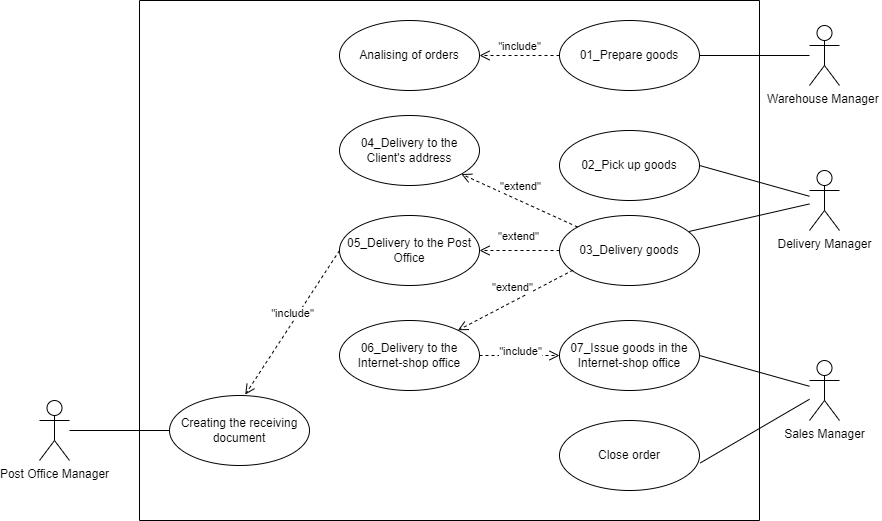 Analising of orders
"include"
01_Prepare goods
Warehouse Manager
04_Delivery to the
Client's address
02_Pick up goods
"extend"
05_Delivery to the Post
Office
"extend"
03_Delivery goods
Delivery Manager
"extend"
"include"
06_Delivery to the
Internet-shop office
"include"
07_Issue goods in the
Internet-shop office
Sales Manager
Creating the receiving
document
Close order
Post Office Manager